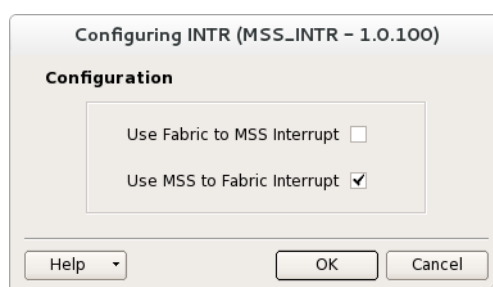 Configuring INTR (MSS_INTR - 1.0.100)
Configuration
Use Fabric to MSS Interrupt
Use MSS to Fabric Interrupt
Help
OK
Cancel